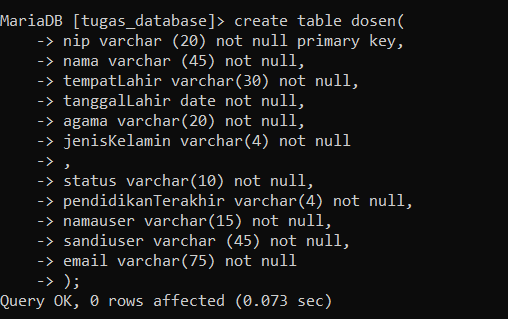 MariaDB [tugas_database]> create table dosen(
    -> nip varchar (20) not null primary key,
    -> nama varchar (45) not null,
    -> tempatLahir varchar(30) not null,
    -> tanggalLahir date not null,
    -> agama varchar(20) not null,
    -> jenisKelamin varchar(4) not null
    -> ,
    -> status varchar(10) not null,
    -> pendidikanTerakhir varchar(4) not null,
    -> namauser varchar(15) not null,
    -> sandiuser varchar (45) not null,
    -> email varchar(75) not null
    -> );
Query OK, 0 rows affected (0.073 sec)